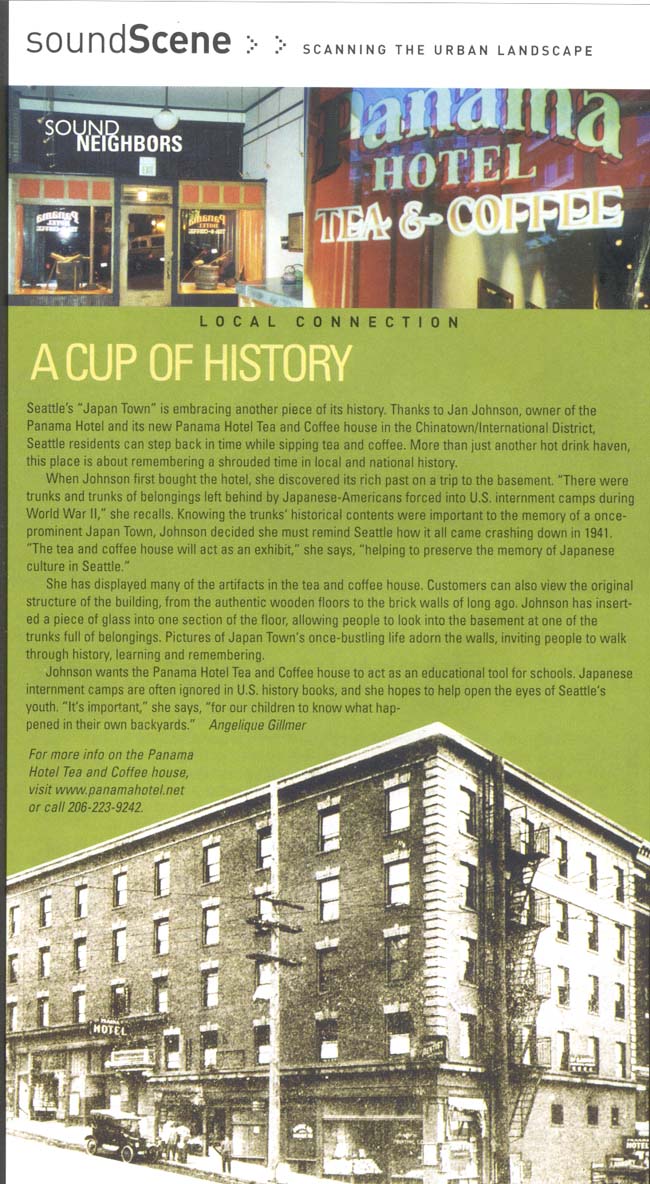 soundScene
SCANNING THE URBAN LANDSCAPE
SOUND
NEIGHBORS
EXIT
Panama
HOTEL
TEA & COFFEE
Panama
HOTEL
TEA & COFFEE
Panama
HOTEL
TEA & COFFEE
LOCAL CONNECTION
A CUP OF HISTORY
Seattle's “Japan Town” is embracing another piece of its history. Thanks to Jan Johnson, owner of the
Panama Hotel and its new Panama Hotel Tea and Coffee house in the Chinatown/International District,
Seattle residents can step back in time while sipping tea and coffee. More than just another hot drink haven,
this place is about remembering a shrouded time in local and national history.
When Johnson first bought the hotel, she discovered its rich past on a trip to the basement. “There were
trunks and trunks of belongings left behind by Japanese-Americans forced into U.S. internment camps during
World War II,” she recalls. Knowing the trunks' historical contents were important to the memory of a once-
prominent Japan Town, Johnson decided she must remind Seattle how it all came crashing down in 1941.
“The tea and coffee house will act as an exhibit,” she says, “helping to preserve the memory of Japanese
culture in Seattle.”
She has displayed many of the artifacts in the tea and coffee house. Customers can also view the original
structure of the building, from the authentic wooden floors to the brick walls of long ago. Johnson has insert-
ed a piece of glass into one section of the floor, allowing people to look into the basement at one of the
trunks full of belongings. Pictures of Japan Town's once-bustling life adorn the walls, inviting people to walk
through history, learning and remembering.
Johnson wants the Panama Hotel Tea and Coffee house to act as an educational tool for schools. Japanese
internment camps are often ignored in U.S. history books, and she hopes to help open the eyes of Seattle's
youth. “It's important,” she says, “for our children to know what hap-
pened in their own backyards.” Angelique Gillmer
For more info on the Panama
Hotel Tea and Coffee house,
visit www.panamahotel.net
or call 206-223-9242.
HOTEL
DENTIST
HOTEL